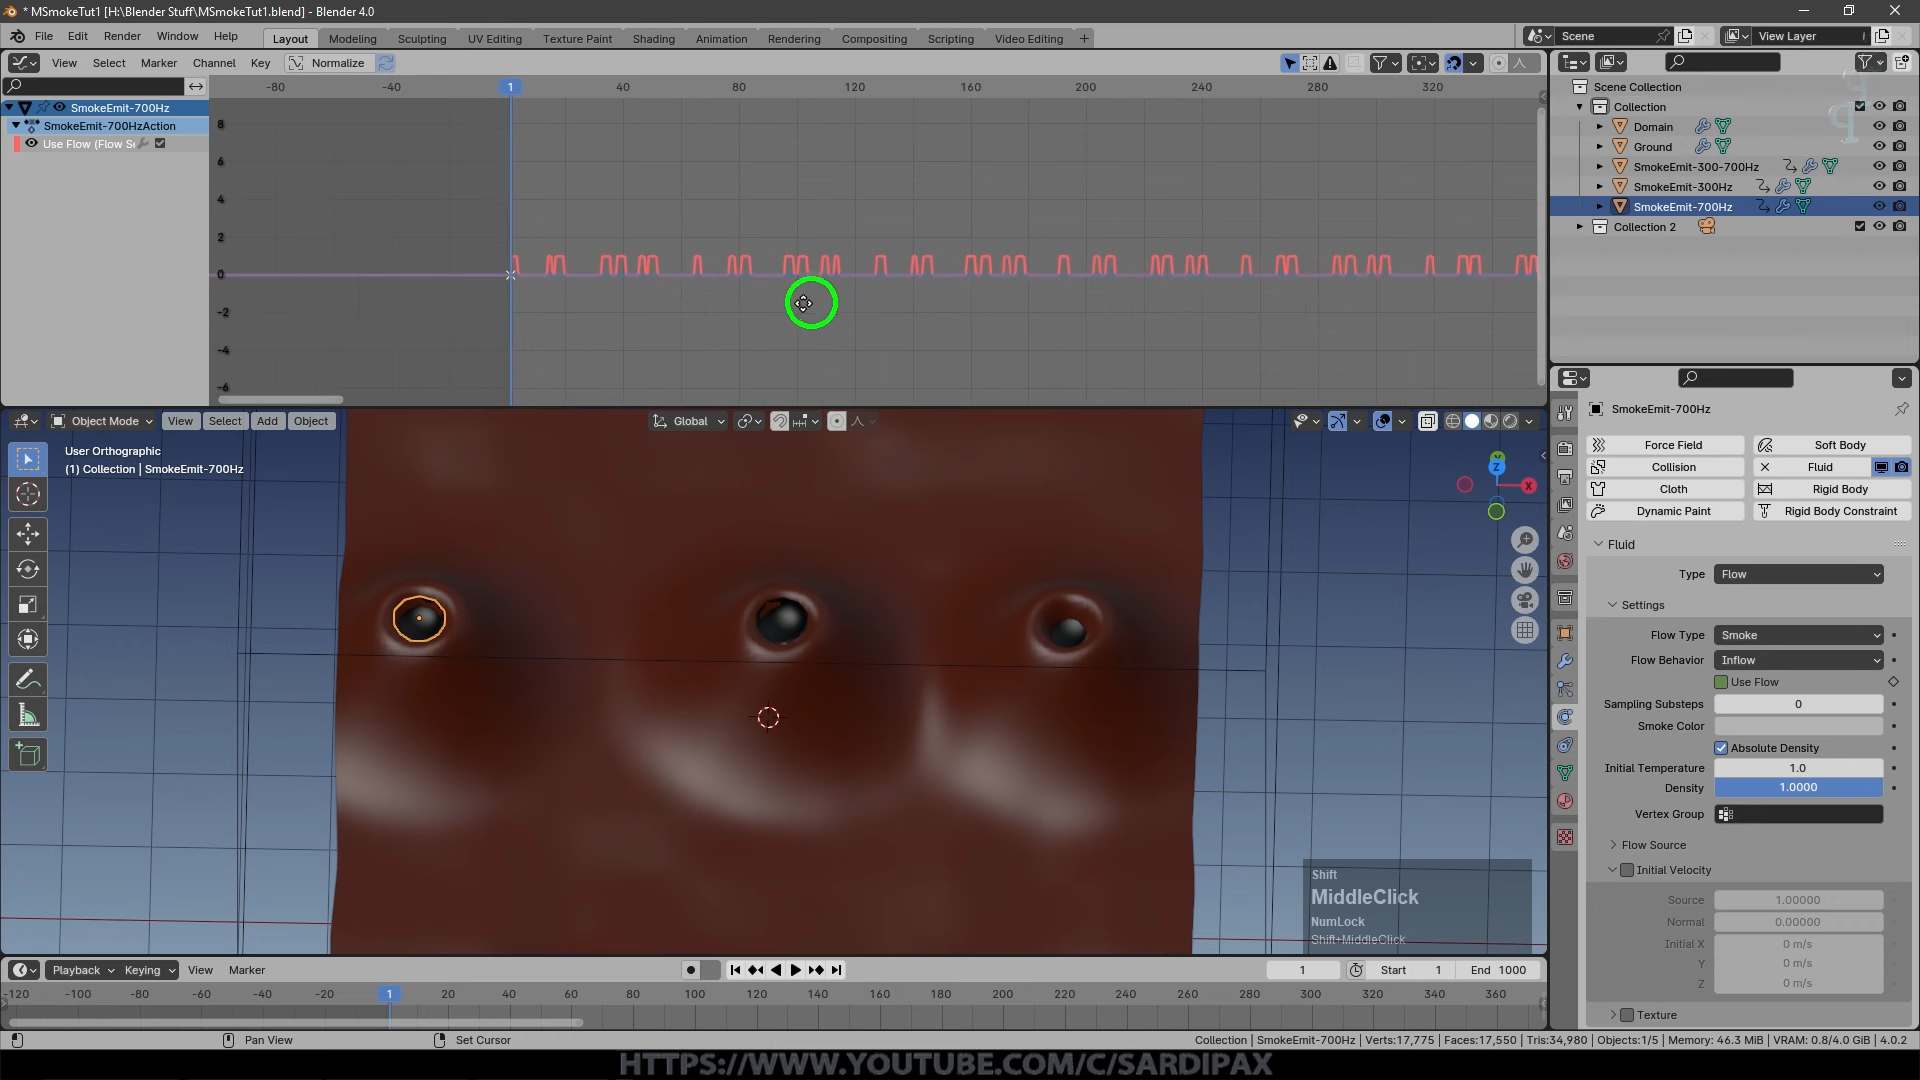 * MSmokeTut1 [H:\Blender Stuff\MSmokeTut1.blend] - Blender 4.0
File Edit Render Window Help
Layout Modeling Sculpting UV Editing Texture Paint Shading Animation Rendering Compositing Scripting Video Editing +
Scene
View Layer
View Select Marker Channel Key Normalize
-80 -40 1 40 80 120 160 200 240 280 320
SmokeEmit-700Hz
SmokeEmit-700HzAction
Use Flow (Flow Se
8
6
4
2
0
-2
-4
-6
Scene Collection
Collection
Domain
Ground
SmokeEmit-300-700Hz
SmokeEmit-300Hz
SmokeEmit-700Hz
Collection 2
Object Mode View Select Add Object
Global
User Orthographic
(1) Collection | SmokeEmit-700Hz
Z
X
Shift
MiddleClick
NumLock
Shift+MiddleClick
SmokeEmit-700Hz
Force Field Soft Body
Collision Fluid
Cloth Rigid Body
Dynamic Paint Rigid Body Constraint
Fluid
Type Flow
Settings
Flow Type Smoke
Flow Behavior Inflow
Use Flow
Sampling Substeps 0
Smoke Color
Absolute Density
Initial Temperature 1.0
Density 1.0000
Vertex Group
Flow Source
Initial Velocity
Source 1.00000
Normal 0.00000
Initial X 0 m/s
Y 0 m/s
Z 0 m/s
Texture
Playback Keying View Marker
1 Start 1 End 1000
-120 -100 -80 -60 -40 -20 1 20 40 60 80 100 120 140 160 180 200 220 240 260 280 300 320 340 360
Pan View Set Cursor
Collection | SmokeEmit-700Hz | Verts:17,775 | Faces:17,550 | Tris:34,980 | Objects:1/5 | Memory: 46.3 MiB | VRAM: 0.8/4.0 GiB | 4.0.2
HTTPS://WWW.YOUTUBE.COM/C/SARDIPAX